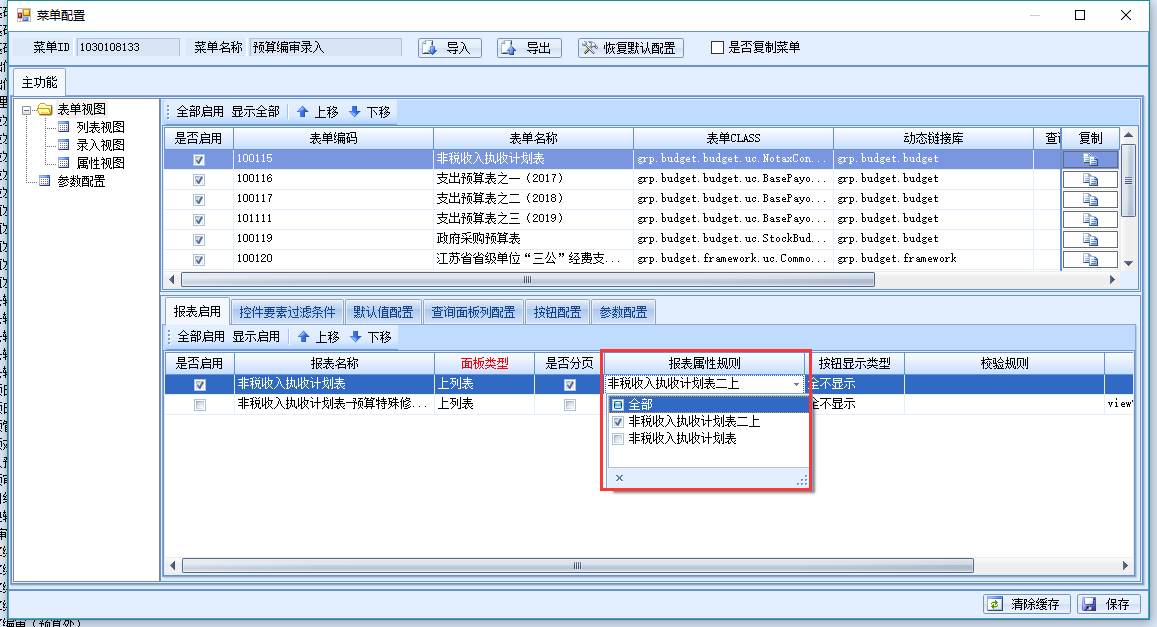 菜单配置
菜单ID 1030108133 菜单名称 预算编审录入 导入 导出 恢复默认配置 是否复制菜单
主功能
表单视图
列表视图
录入视图
属性视图
参数配置
全部启用 显示全部 上移 下移
是否启用 表单编码 表单名称 表单CLASS 动态链接库 查 复制
100115 非税收入执收计划表 grp.budget.budget.uc.NotaxCon... grp.budget.budget
100116 支出预算表之一（2017） grp.budget.budget.uc.BasePayo... grp.budget.budget
100117 支出预算表之二（2018） grp.budget.budget.uc.BasePayo... grp.budget.budget
101111 支出预算表之三（2019） grp.budget.budget.uc.BasePayo... grp.budget.budget
100119 政府采购预算表 grp.budget.budget.uc.StockBud... grp.budget.budget
100120 江苏省省级单位“三公”经费支... grp.budget.framework.uc.Commo... grp.budget.framework
报表启用 控件要素过滤条件 默认值配置 查询面板列配置 按钮配置 参数配置
全部启用 显示启用 上移 下移
是否启用 报表名称 面板类型 是否分页 报表属性规则 按钮显示类型 校验规则
非税收入执收计划表 上列表 非税收入执收计划表二上 全不显示
非税收入执收计划表-预算特殊修... 上列表 全不显示 view
全部
非税收入执收计划表二上
非税收入执收计划表
清除缓存 保存
编审（预算外）